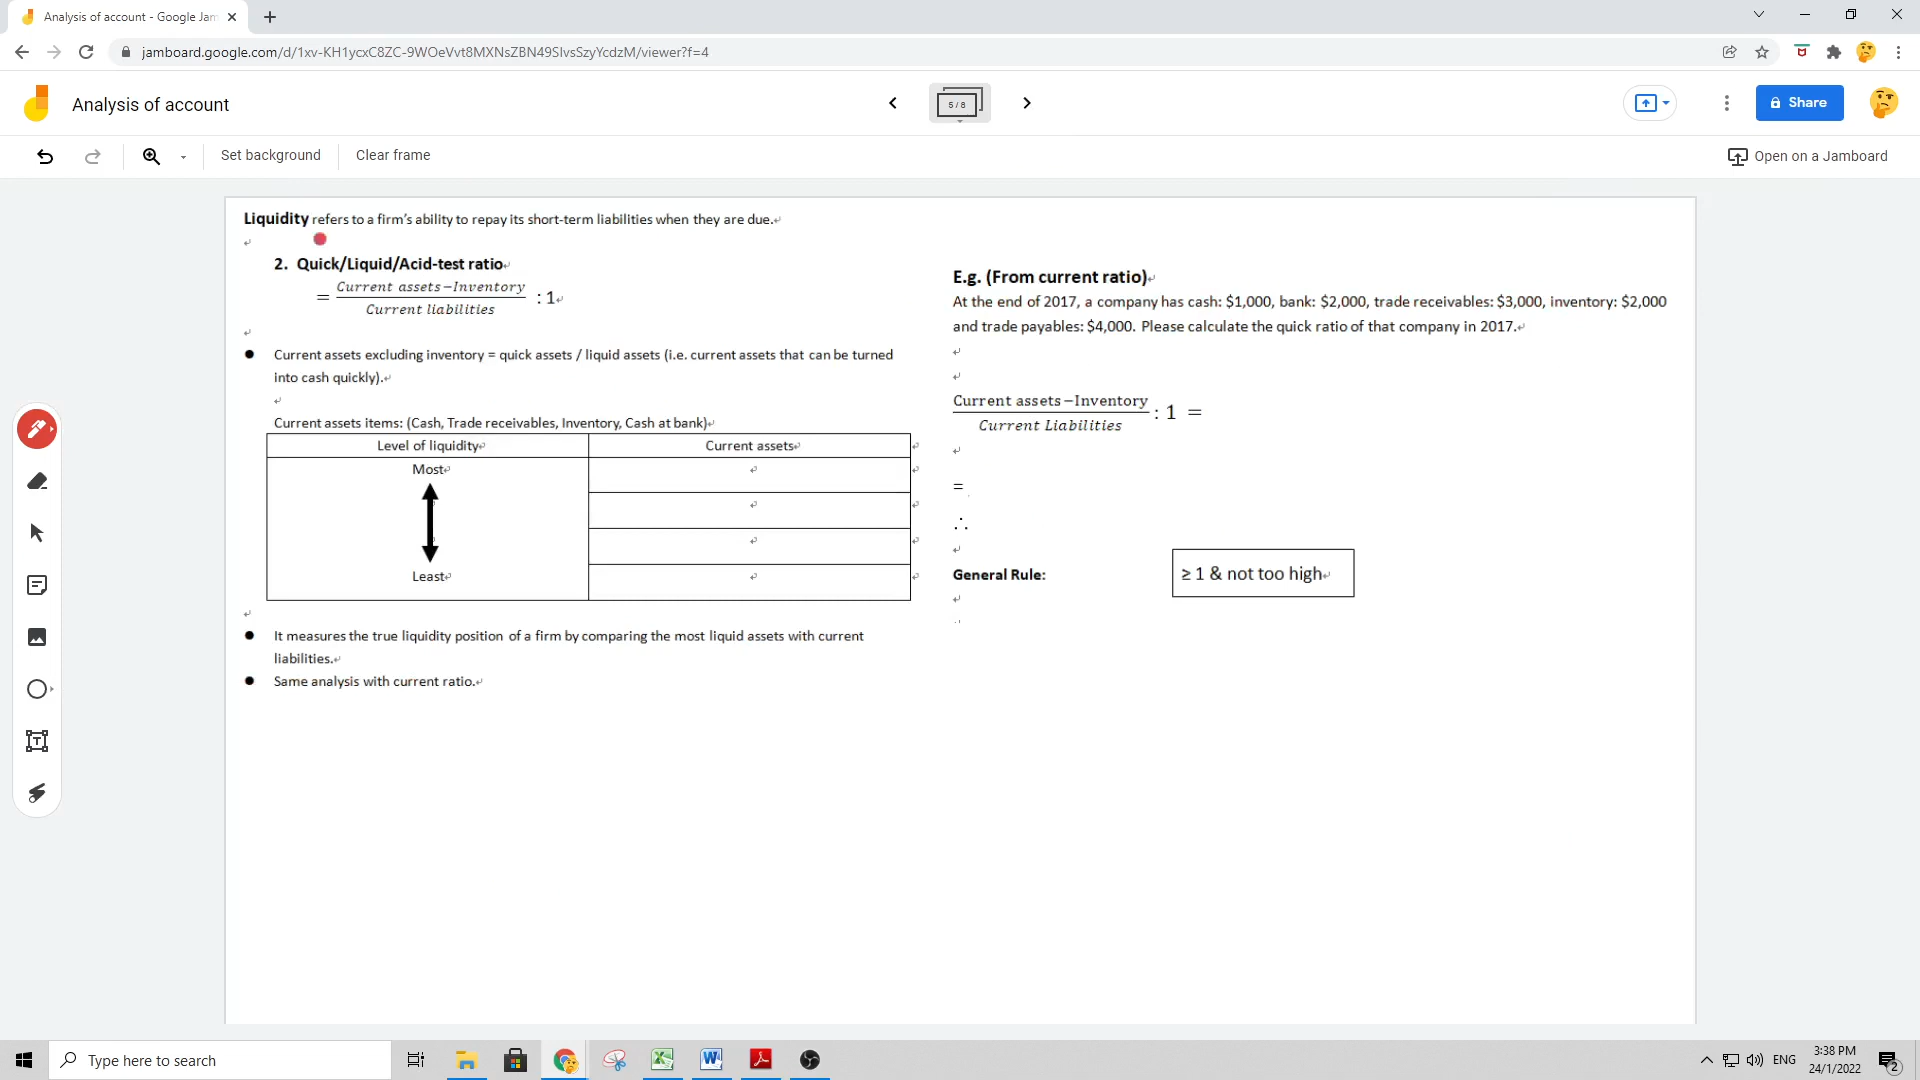 Analysis of account - Google Jam
jamboard.google.com/d/1xv-KH1ycxC8ZC-9WOeVvt8MXNsZBN49SIvsSzyYcdzM/viewer?f=4
Analysis of account
5 / 8
Share
Set background
Clear frame
Open on a Jamboard
Liquidity refers to a firm's ability to repay its short-term liabilities when they are due.
2. Quick/Liquid/Acid-test ratio
= Current assets−Inventory
Current liabilities
: 1
Current assets excluding inventory = quick assets / liquid assets (i.e. current assets that can be turned
into cash quickly).
Current assets items: (Cash, Trade receivables, Inventory, Cash at bank)
Level of liquidity
Current assets
Most
Least
It measures the true liquidity position of a firm by comparing the most liquid assets with current
liabilities.
Same analysis with current ratio.
E.g. (From current ratio)
At the end of 2017, a company has cash: $1,000, bank: $2,000, trade receivables: $3,000, inventory: $2,000
and trade payables: $4,000. Please calculate the quick ratio of that company in 2017.
Current assets−Inventory
Current Liabilities
: 1 =
=
∴
General Rule:
≥ 1 & not too high
Type here to search
ENG
3:38 PM
24/1/2022
2